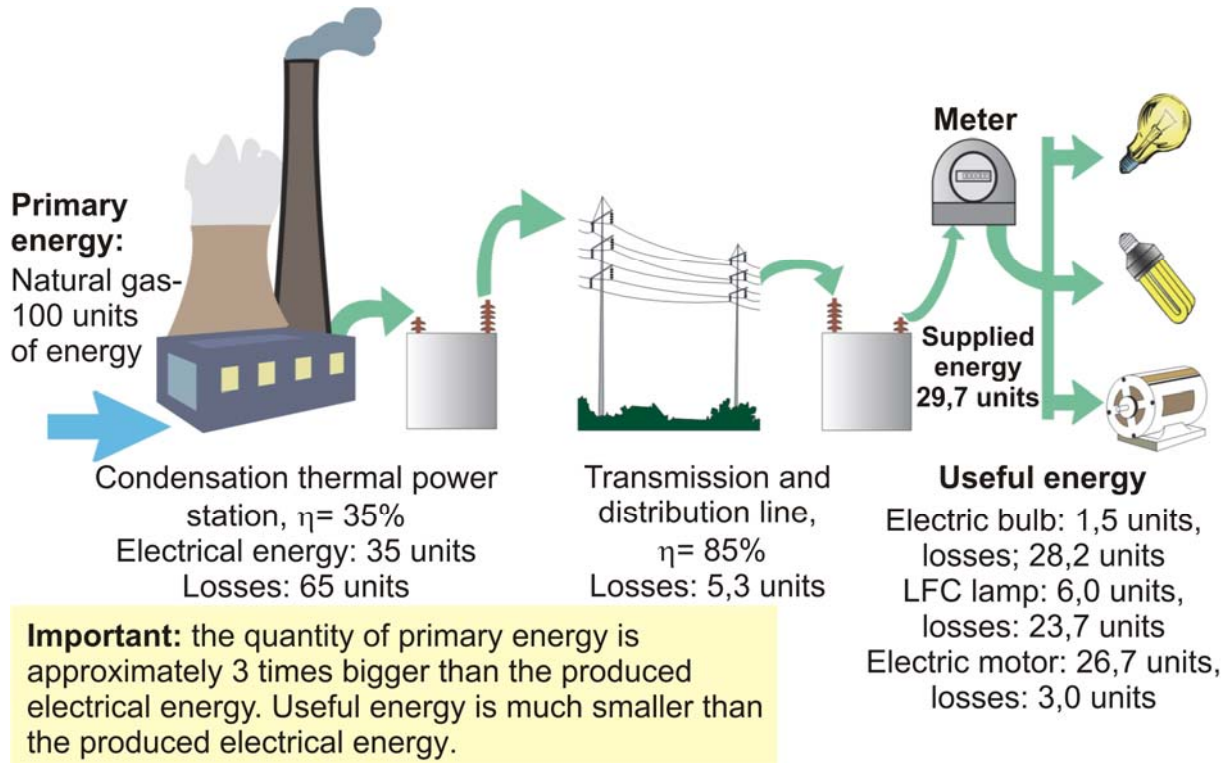 Primary
energy:
Natural gas-
100 units
of energy
Meter
Supplied
energy
29,7 units
Condensation thermal power
station, η= 35%
Electrical energy: 35 units
Losses: 65 units
Transmission and
distribution line,
η= 85%
Losses: 5,3 units
Useful energy
Electric bulb: 1,5 units,
losses; 28,2 units
LFC lamp: 6,0 units,
losses: 23,7 units
Electric motor: 26,7 units,
losses: 3,0 units
Important: the quantity of primary energy is
approximately 3 times bigger than the produced
electrical energy. Useful energy is much smaller than
the produced electrical energy.